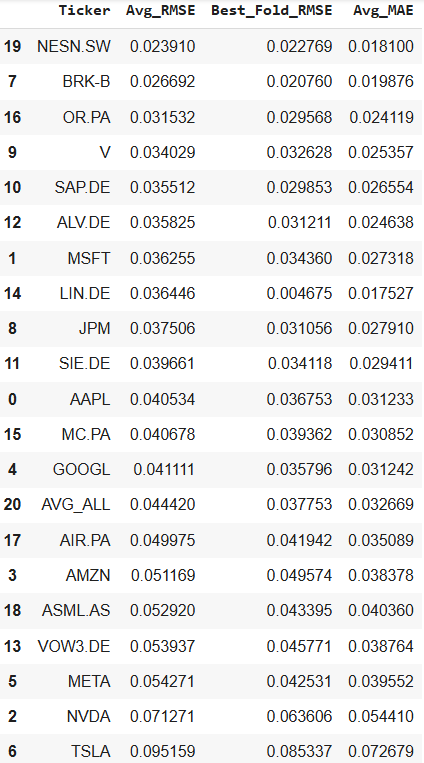 Ticker Avg_RMSE Best_Fold_RMSE Avg_MAE
19 NESN.SW 0.023910 0.022769 0.018100
7 BRK-B 0.026692 0.020760 0.019876
16 OR.PA 0.031532 0.029568 0.024119
9 V 0.034029 0.032628 0.025357
10 SAP.DE 0.035512 0.029853 0.026554
12 ALV.DE 0.035825 0.031211 0.024638
1 MSFT 0.036255 0.034360 0.027318
14 LIN.DE 0.036446 0.004675 0.017527
8 JPM 0.037506 0.031056 0.027910
11 SIE.DE 0.039661 0.034118 0.029411
0 AAPL 0.040534 0.036753 0.031233
15 MC.PA 0.040678 0.039362 0.030852
4 GOOGL 0.041111 0.035796 0.031242
20 AVG_ALL 0.044420 0.037753 0.032669
17 AIR.PA 0.049975 0.041942 0.035089
3 AMZN 0.051169 0.049574 0.038378
18 ASML.AS 0.052920 0.043395 0.040360
13 VOW3.DE 0.053937 0.045771 0.038764
5 META 0.054271 0.042531 0.039552
2 NVDA 0.071271 0.063606 0.054410
6 TSLA 0.095159 0.085337 0.072679